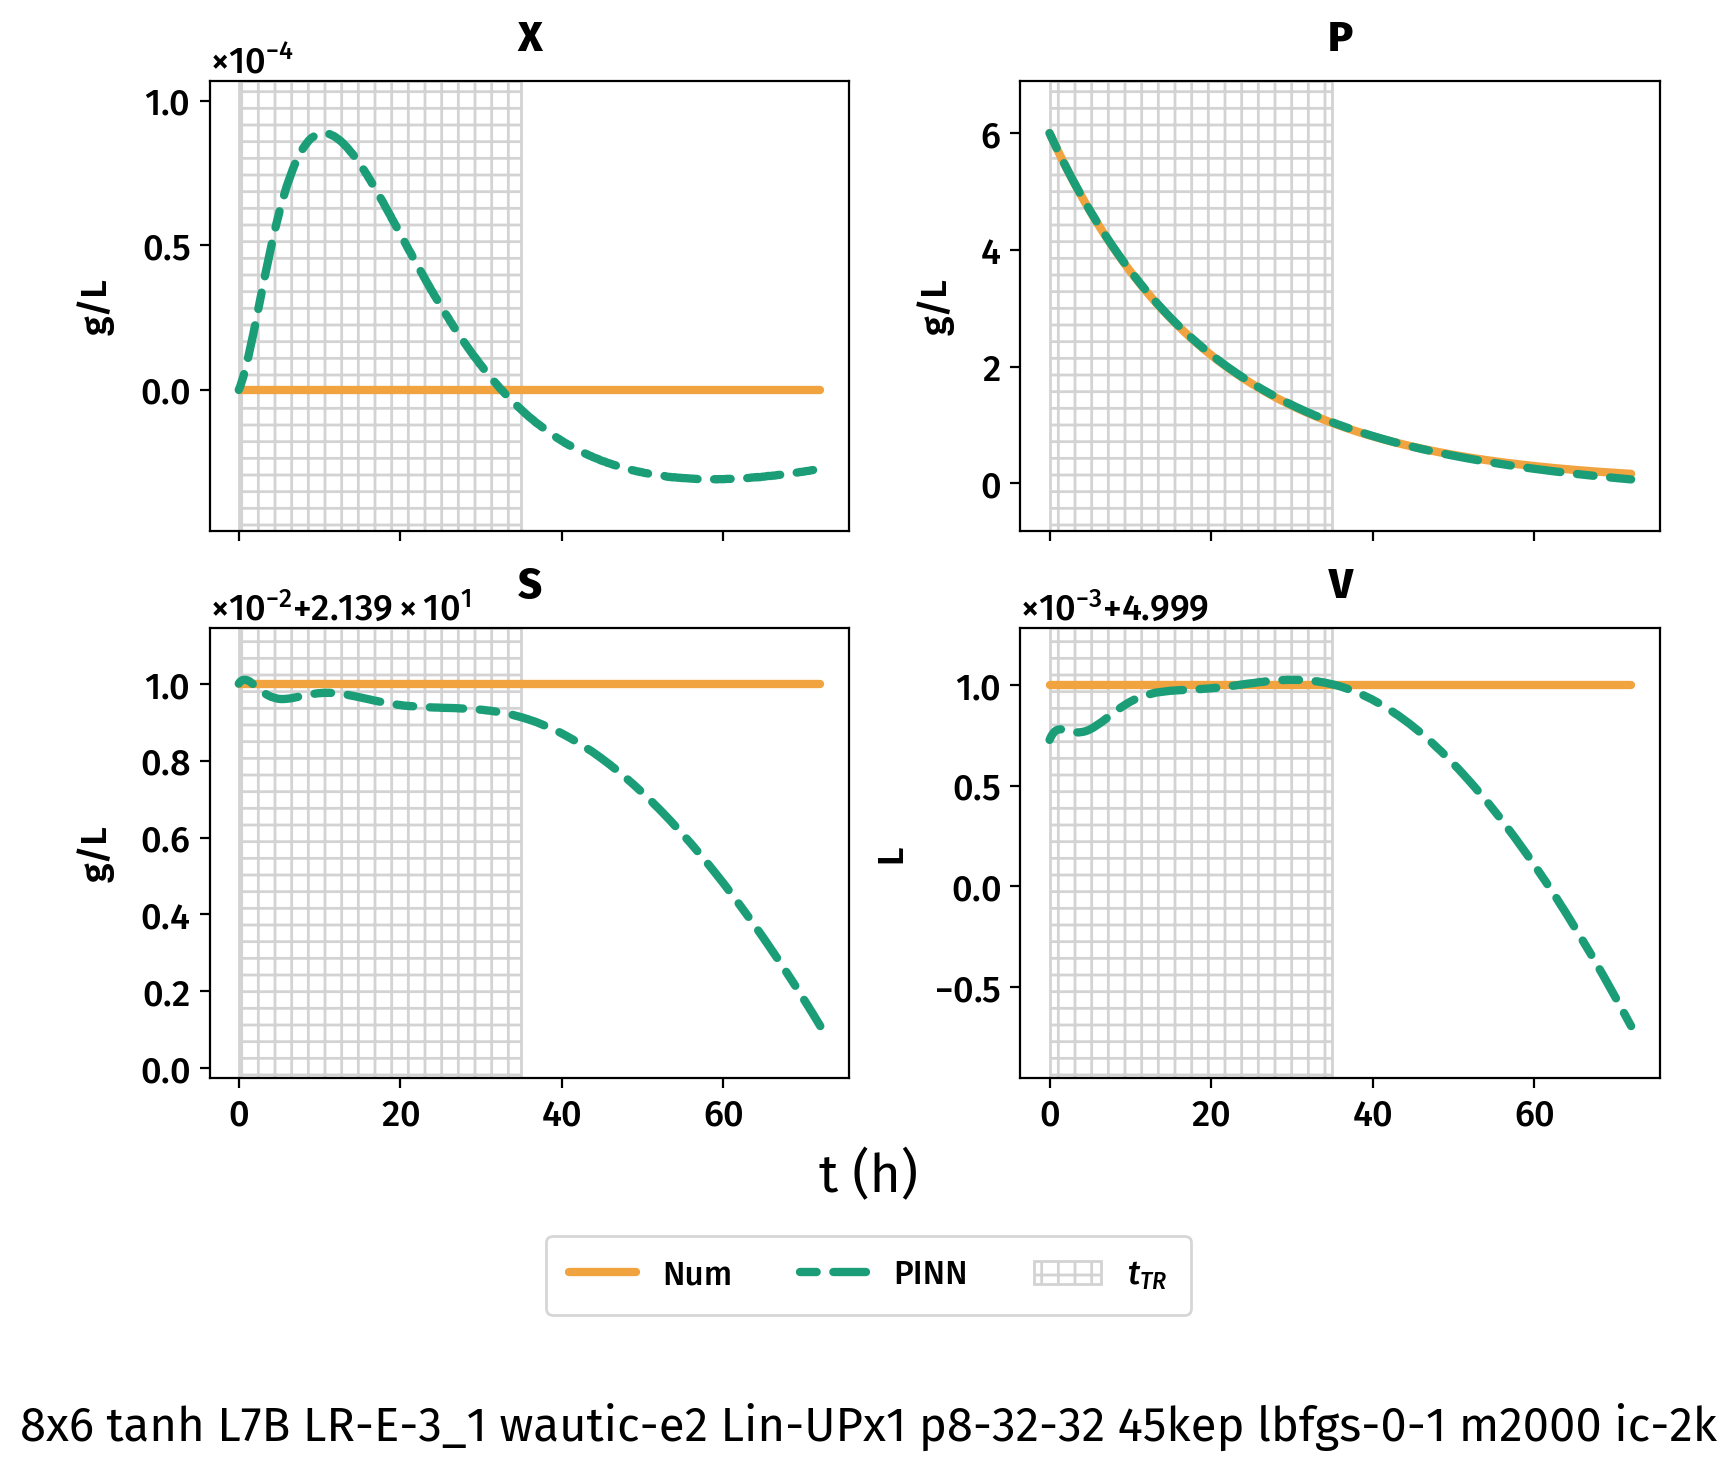 X
×10⁻⁴
1.0
0.5
0.0
g/L
P
6
4
2
0
g/L
S
×10⁻²+2.139 × 10¹
1.0
0.8
0.6
0.4
0.2
0.0
g/L
0 20 40 60
V
×10⁻³+4.999
1.0
0.5
0.0
−0.5
L
0 20 40 60
t (h)
Num PINN t_TR
8x6 tanh L7B LR-E-3_1 wautic-e2 Lin-UPx1 p8-32-32 45kep lbfgs-0-1 m2000 ic-2k